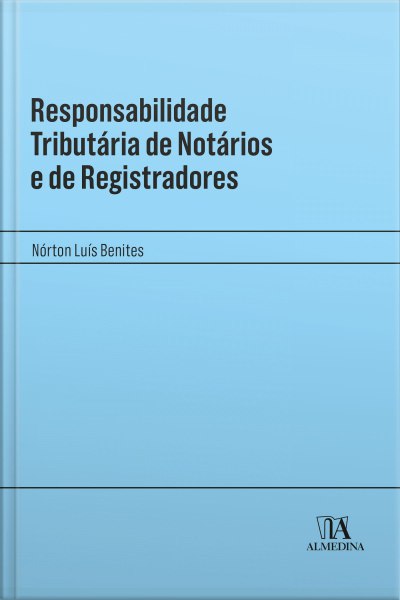 Responsabilidade
Tributária de Notários
e de Registradores
Nórton Luís Benites
ALMEDINA